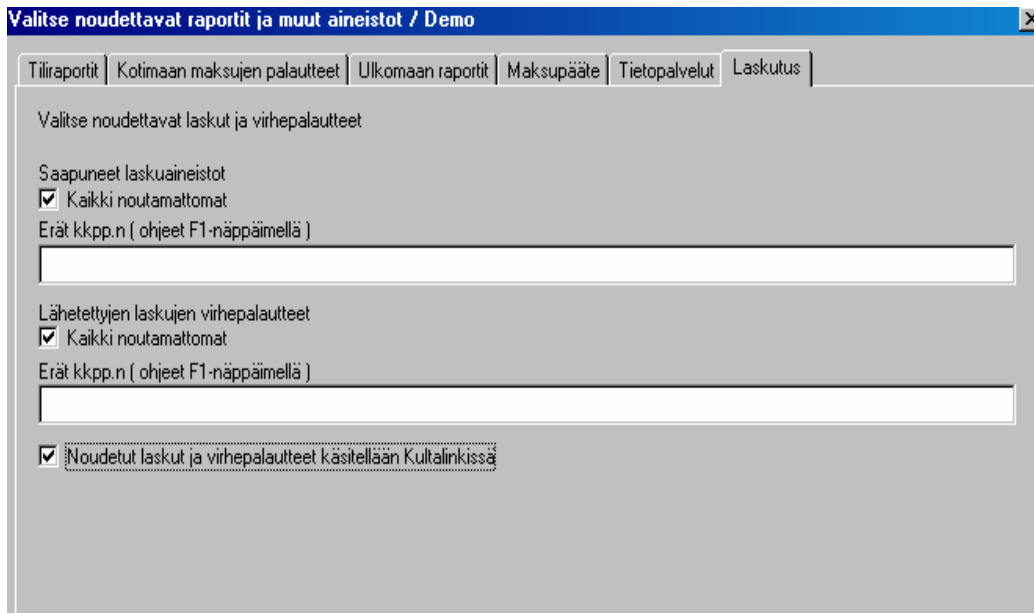 Valitse noudettavat raportit ja muut aineistot / Demo
Tiliraportit Kotimaan maksujen palautteet Ulkomaan raportit Maksupääte Tietopalvelut Laskutus
Valitse noudettavat laskut ja virhepalautteet
Saapuneet laskuaineistot
Kaikki noutamattomat
Erät kkpp.n ( ohjeet F1-näppäimellä )
Lähetettyjen laskujen virhepalautteet
Kaikki noutamattomat
Erät kkpp.n ( ohjeet F1-näppäimellä )
Noudetut laskut ja virhepalautteet käsitellään Kultalinkissä